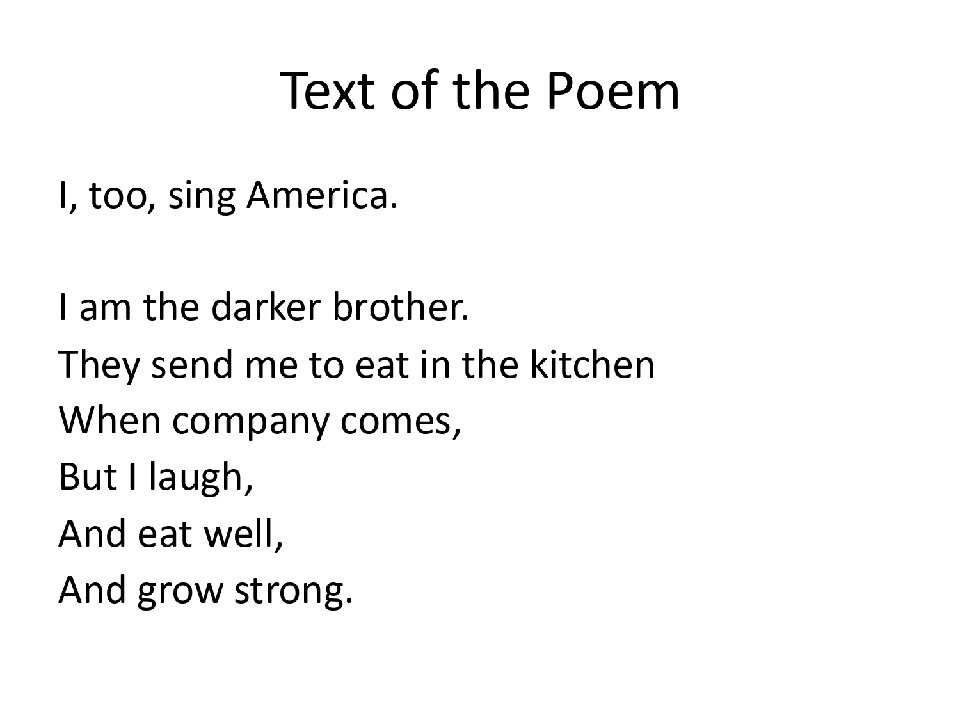 Text of the Poem
I, too, sing America.
I am the darker brother.
They send me to eat in the kitchen
When company comes,
But I laugh,
And eat well,
And grow strong.